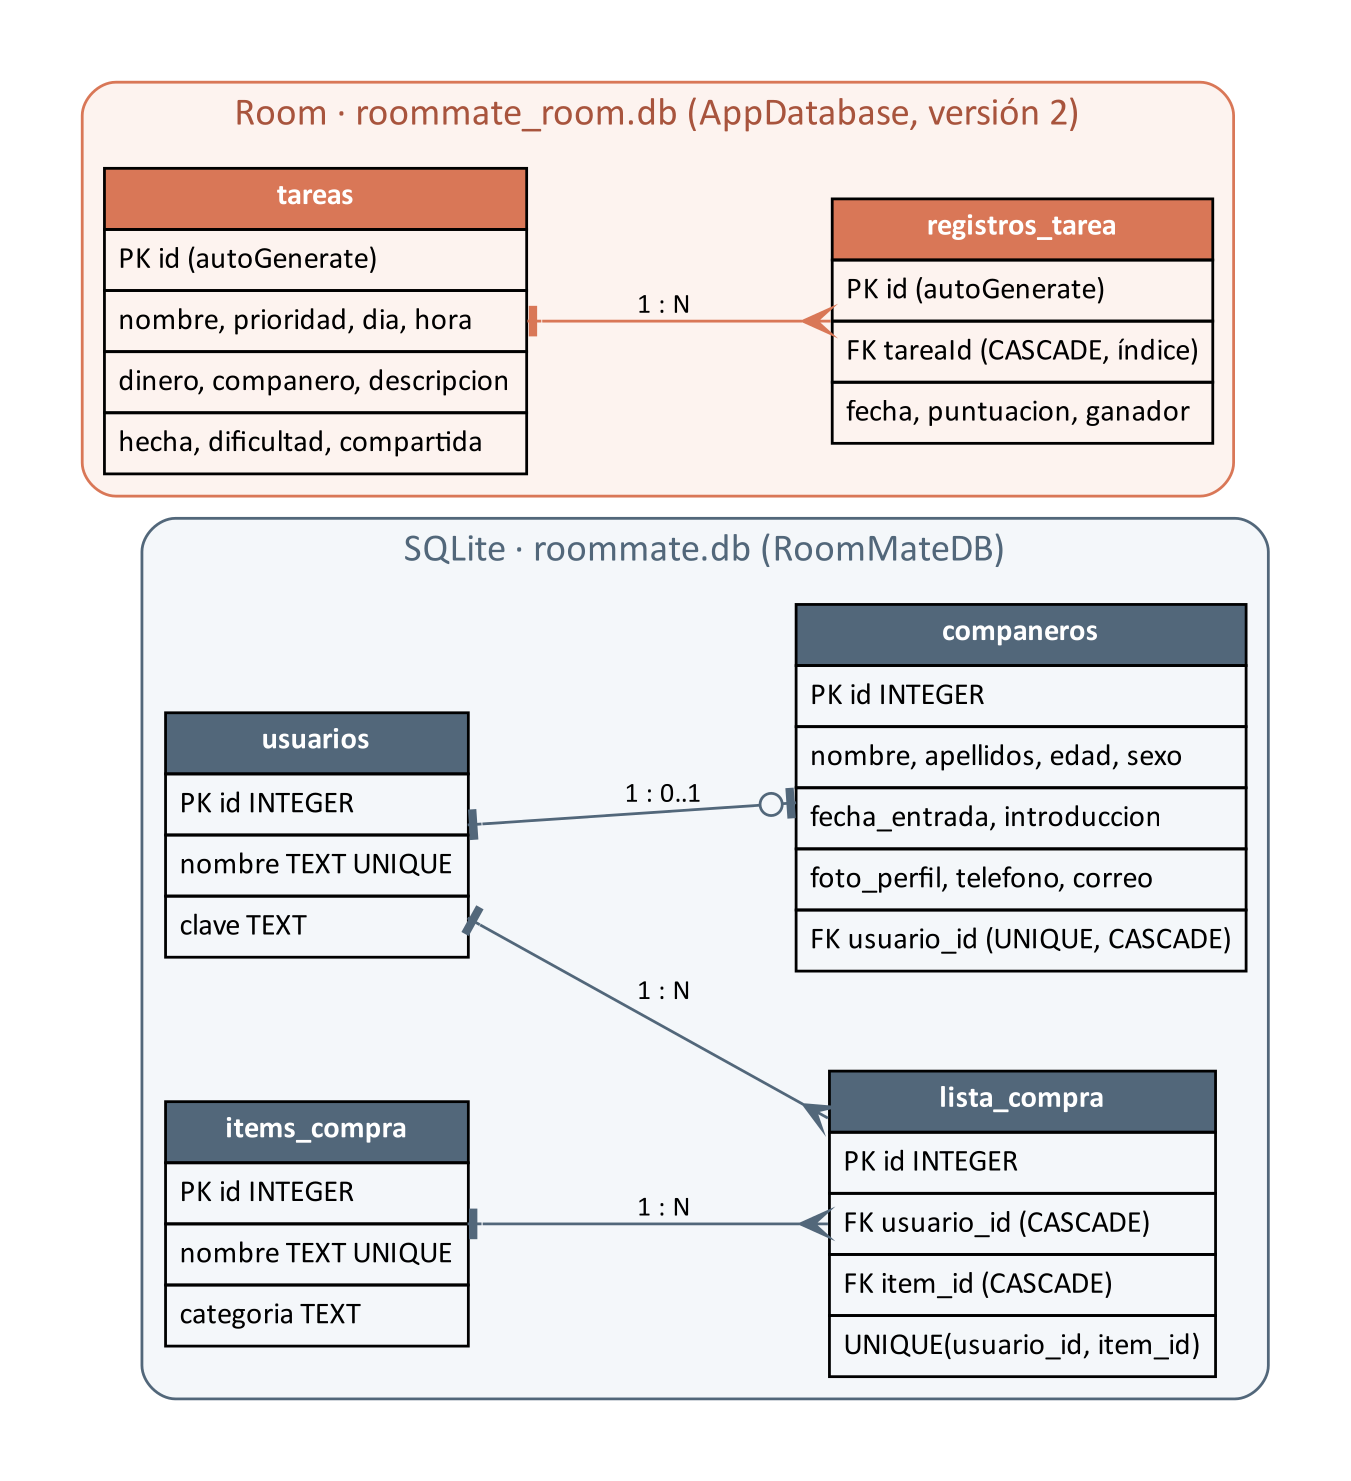 Room · roommate_room.db (AppDatabase, versión 2)
tareas
PK id (autoGenerate)
nombre, prioridad, dia, hora
dinero, companero, descripcion
hecha, dificultad, compartida
1 : N
registros_tarea
PK id (autoGenerate)
FK tareaId (CASCADE, índice)
fecha, puntuacion, ganador
SQLite · roommate.db (RoomMateDB)
companeros
PK id INTEGER
nombre, apellidos, edad, sexo
fecha_entrada, introduccion
foto_perfil, telefono, correo
FK usuario_id (UNIQUE, CASCADE)
usuarios
PK id INTEGER
nombre TEXT UNIQUE
clave TEXT
1 : 0..1
1 : N
items_compra
PK id INTEGER
nombre TEXT UNIQUE
categoria TEXT
1 : N
lista_compra
PK id INTEGER
FK usuario_id (CASCADE)
FK item_id (CASCADE)
UNIQUE(usuario_id, item_id)